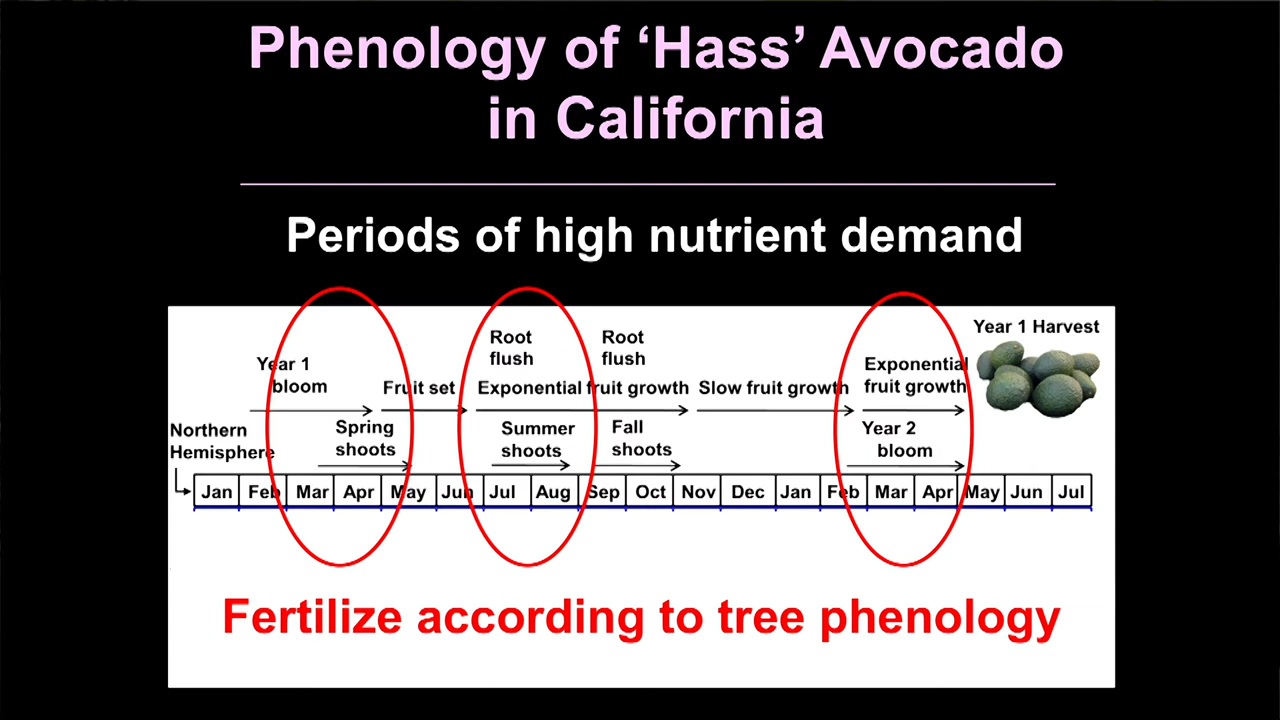 Phenology of ‘Hass’ Avocado
in California
Periods of high nutrient demand
Year 1 Harvest
Root
flush
Root
flush
Year 1
bloom
Fruit set
Exponential fruit growth
Slow fruit growth
Exponential
fruit growth
Northern
Hemisphere
Spring
shoots
Summer
shoots
Fall
shoots
Year 2
bloom
Jan Feb Mar Apr May Jun Jul Aug Sep Oct Nov Dec Jan Feb Mar Apr May Jun Jul
Fertilize according to tree phenology